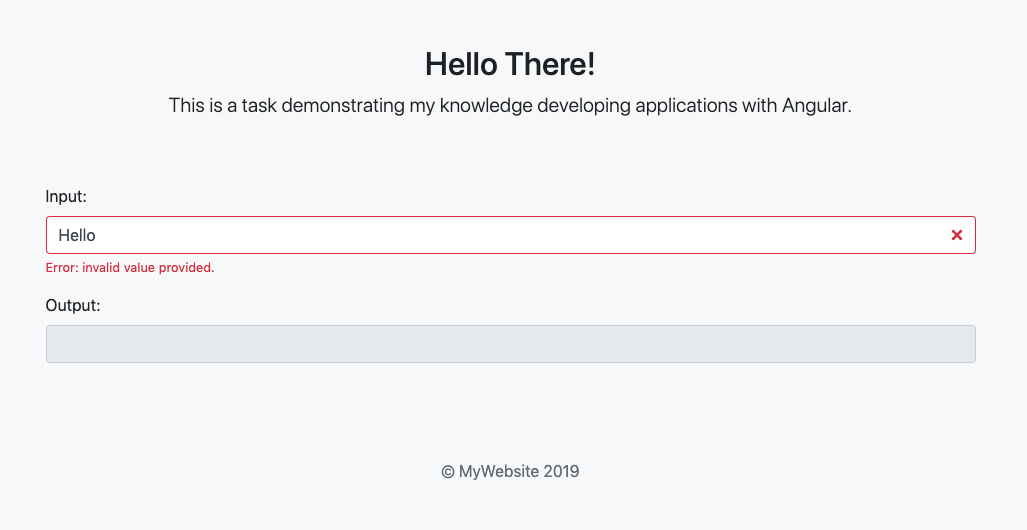 Hello There!
This is a task demonstrating my knowledge developing applications with Angular.
Input:
Hello
Error: invalid value provided.
Output:
© MyWebsite 2019